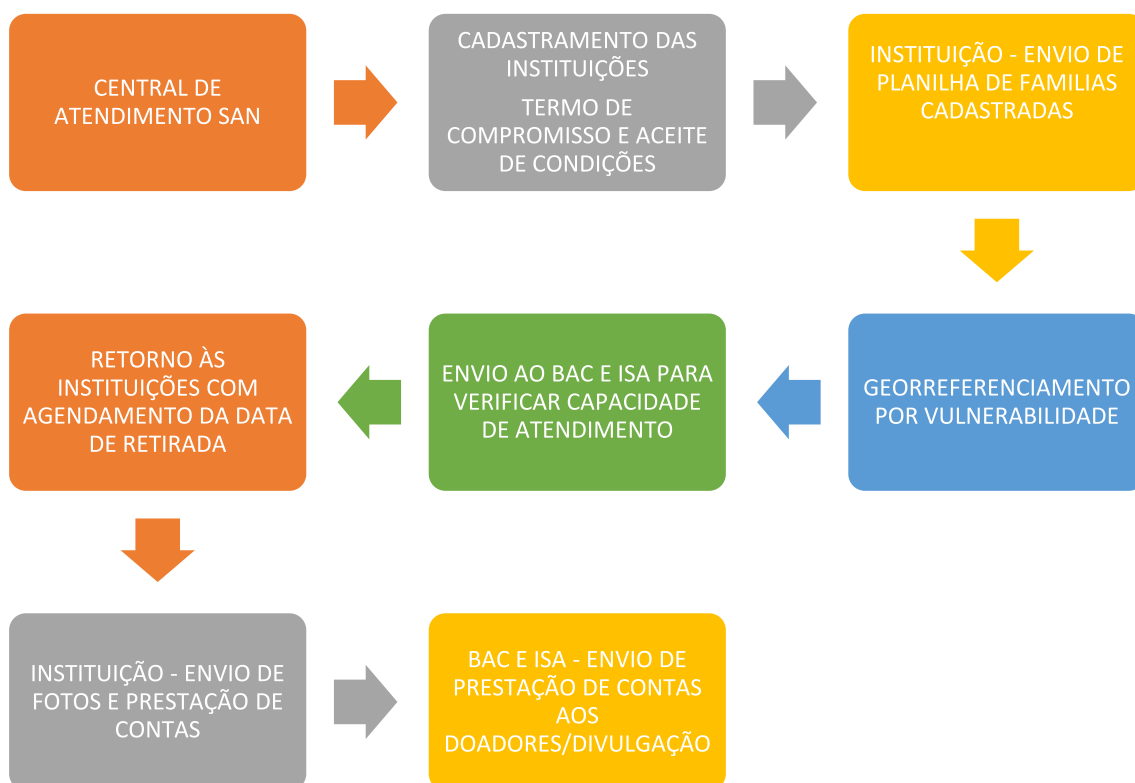 CENTRAL DE
ATENDIMENTO SAN
CADASTRAMENTO DAS
INSTITUIÇÕES
TERMO DE
COMPROMISSO E ACEITE
DE CONDIÇÕES
INSTITUIÇÃO - ENVIO DE
PLANILHA DE FAMILIAS
CADASTRADAS
GEORREFERENCIAMENTO
POR VULNERABILIDADE
ENVIO AO BAC E ISA PARA
VERIFICAR CAPACIDADE
DE ATENDIMENTO
RETORNO ÀS
INSTITUIÇÕES COM
AGENDAMENTO DA DATA
DE RETIRADA
INSTITUIÇÃO - ENVIO DE
FOTOS E PRESTAÇÃO DE
CONTAS
BAC E ISA - ENVIO DE
PRESTAÇÃO DE CONTAS
AOS
DOADORES/DIVULGAÇÃO